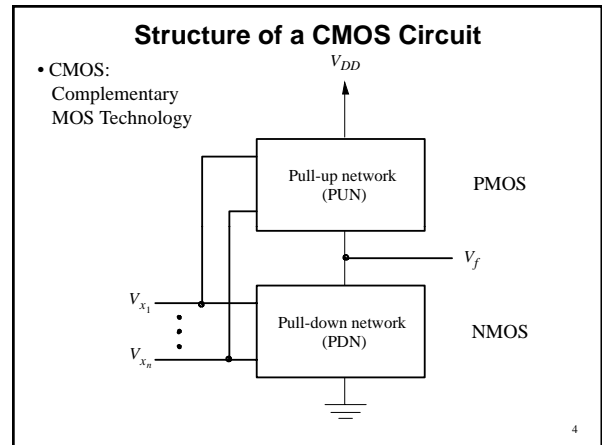 Structure of a CMOS Circuit
• CMOS:
Complementary
MOS Technology
V_DD
Pull-up network
(PUN)
PMOS
V_f
V_x1
Pull-down network
(PDN)
NMOS
V_xn
4